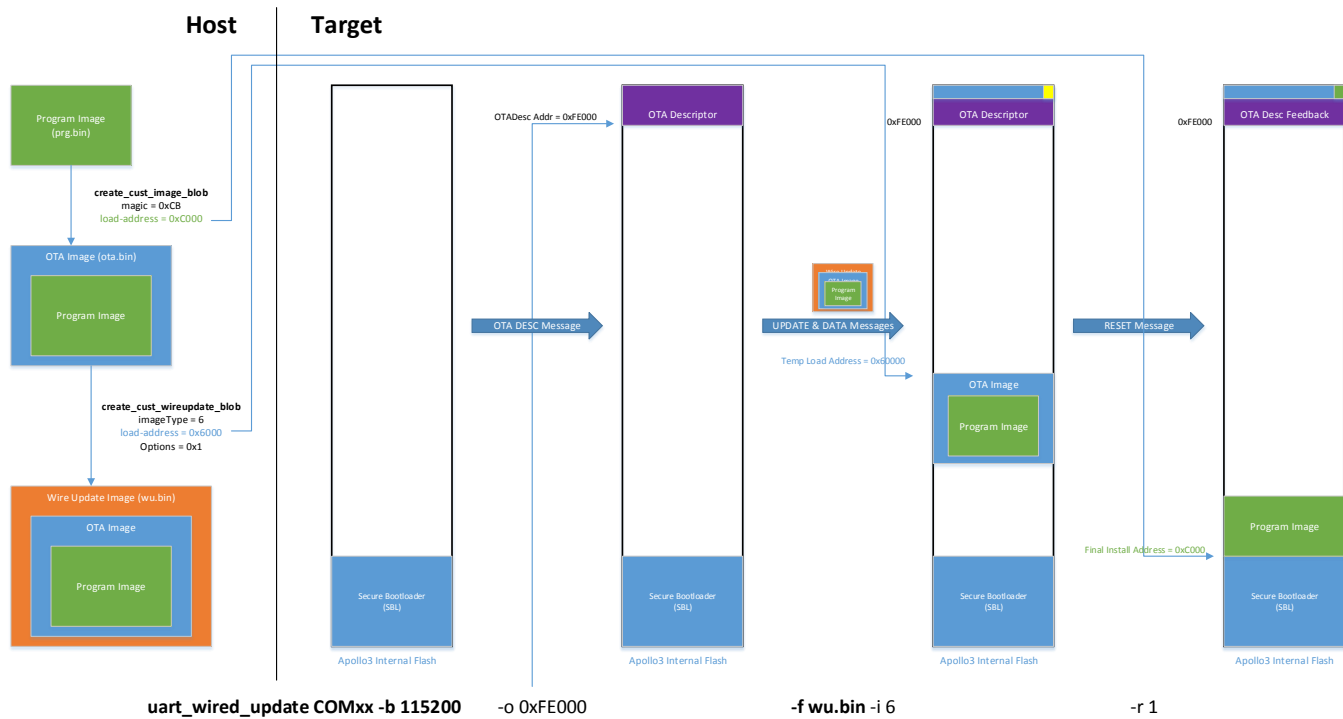 Host
Target
Program Image
(prg.bin)
create_cust_image_blob
magic = 0xCB
load-address = 0xC000
OTA Image (ota.bin)
Program Image
create_cust_wireupdate_blob
imageType = 6
load-address = 0x6000
Options = 0x1
Wire Update Image (wu.bin)
OTA Image
Program Image
Secure Bootloader
(SBL)
Apollo3 Internal Flash
OTADesc Addr = 0xFE000
OTA DESC Message
OTA Descriptor
Secure Bootloader
(SBL)
Apollo3 Internal Flash
Wire Update
OTA Image
Program
Image
UPDATE & DATA Messages
Temp Load Address = 0x60000
0xFE000
OTA Descriptor
OTA Image
Program Image
Secure Bootloader
(SBL)
Apollo3 Internal Flash
RESET Message
0xFE000
OTA Desc Feedback
Final Install Address = 0xC000
Program Image
Secure Bootloader
(SBL)
Apollo3 Internal Flash
uart_wired_update COMxx -b 115200 -o 0xFE000 -f wu.bin -i 6 -r 1